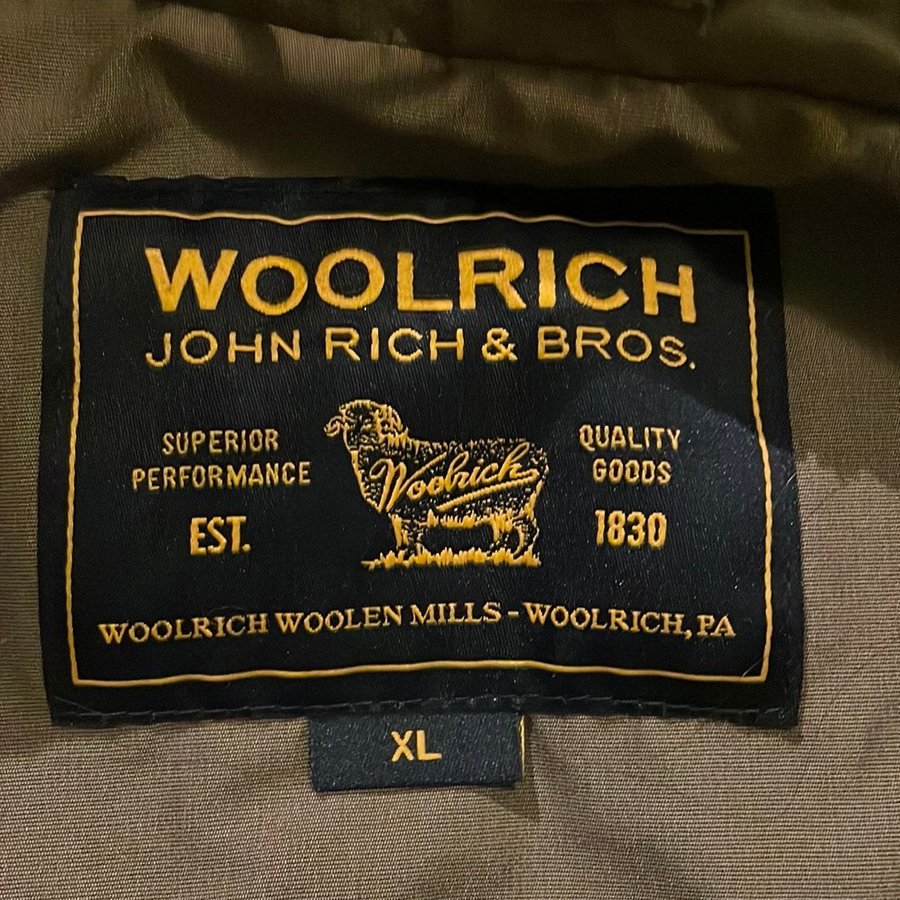 WOOLRICH
JOHN RICH & BROS.
SUPERIOR
PERFORMANCE
EST.
Woolrich
QUALITY
GOODS
1830
WOOLRICH WOOLEN MILLS - WOOLRICH, PA
XL